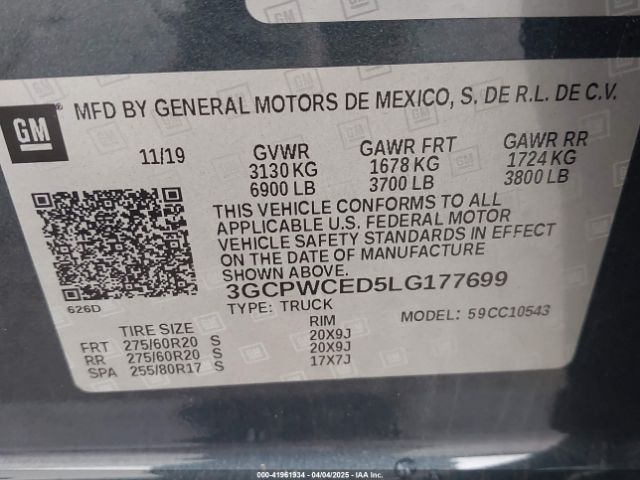 GM
MFD BY GENERAL MOTORS DE MEXICO, S. DE R.L. DE C.V.
11/19 GVWR GAWR FRT GAWR RR
3130 KG 1678 KG 1724 KG
6900 LB 3700 LB 3800 LB
THIS VEHICLE CONFORMS TO ALL
APPLICABLE U.S. FEDERAL MOTOR
VEHICLE SAFETY STANDARDS IN EFFECT
ON THE DATE OF MANUFACTURE
SHOWN ABOVE.
626D
3GCPWCED5LG177699
TYPE: TRUCK MODEL: 59CC10543
TIRE SIZE RIM
FRT 275/60R20 S 20X9J
RR 275/60R20 S 20X9J
SPA 255/80R17 S 17X7J
000-41961934 - 04/04/2025 - IAA Inc.